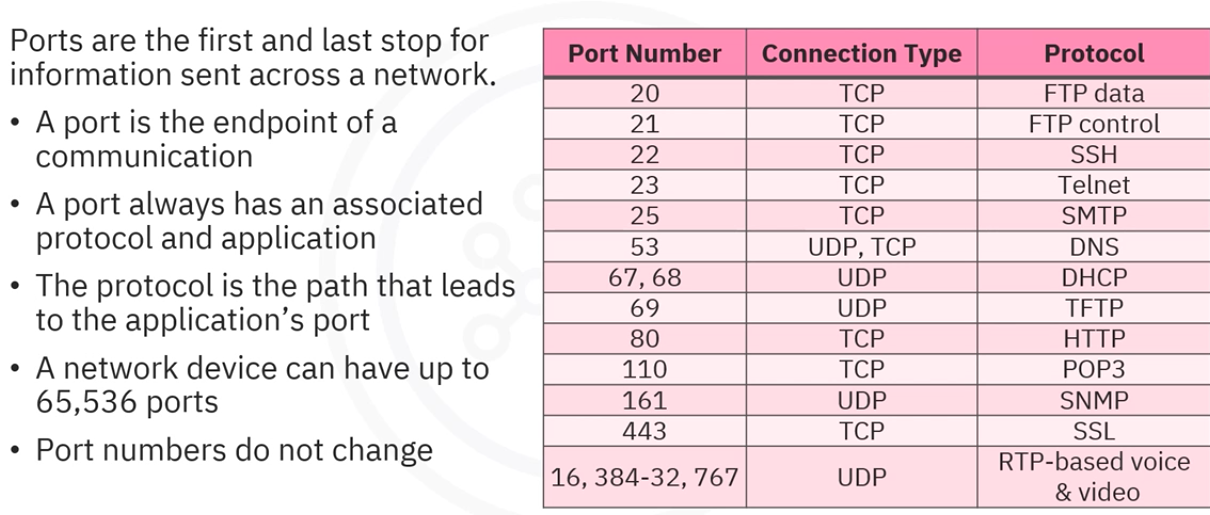 Ports are the first and last stop for
information sent across a network.
• A port is the endpoint of a
communication
• A port always has an associated
protocol and application
• The protocol is the path that leads
to the application’s port
• A network device can have up to
65,536 ports
• Port numbers do not change
Port Number Connection Type Protocol
20 TCP FTP data
21 TCP FTP control
22 TCP SSH
23 TCP Telnet
25 TCP SMTP
53 UDP, TCP DNS
67, 68 UDP DHCP
69 UDP TFTP
80 TCP HTTP
110 TCP POP3
161 UDP SNMP
443 TCP SSL
16, 384-32, 767 UDP RTP-based voice
& video